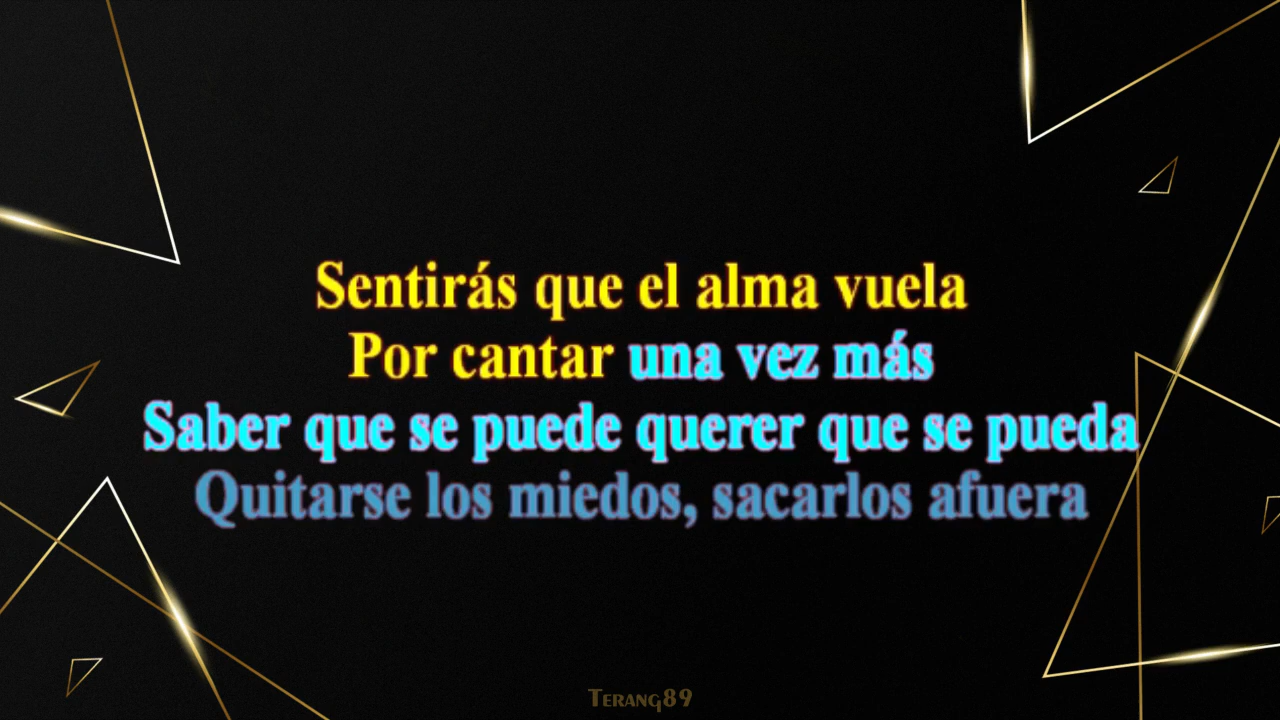 Sentirás que el alma vuela
Por cantar una vez más
Saber que se puede querer que se pueda
Quitarse los miedos, sacarlos afuera
Terang89